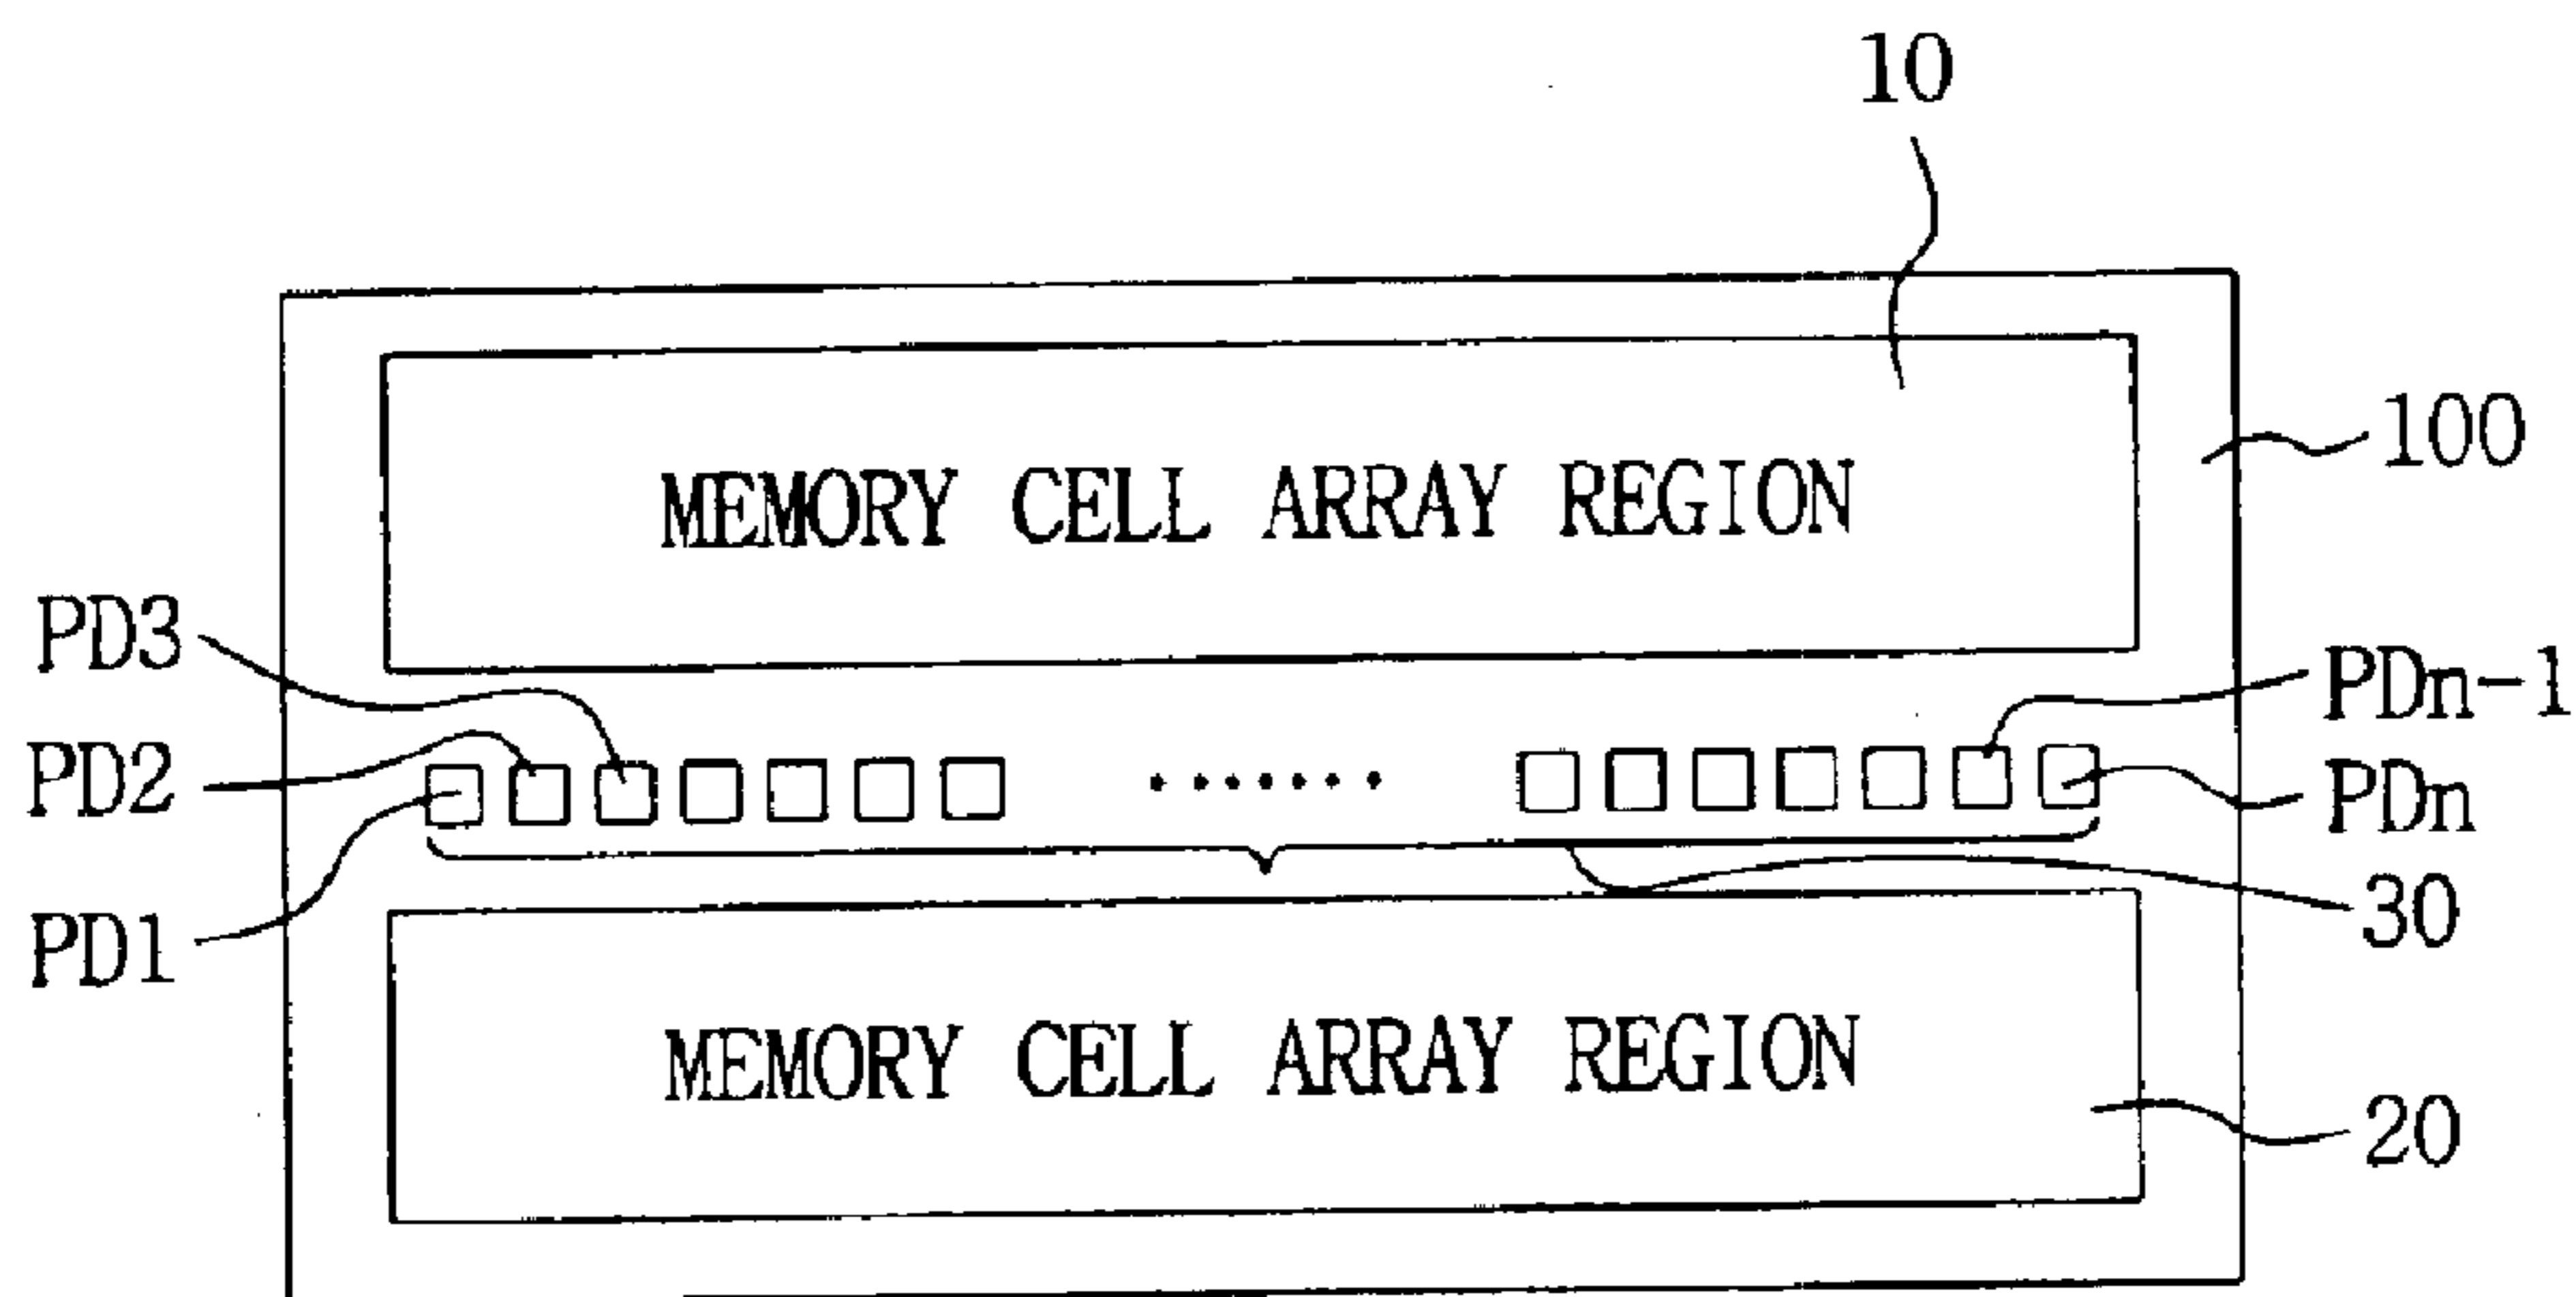 10
MEMORY CELL ARRAY REGION
100
PD3
PDn-1
PD2
PDn
PD1
30
MEMORY CELL ARRAY REGION
20